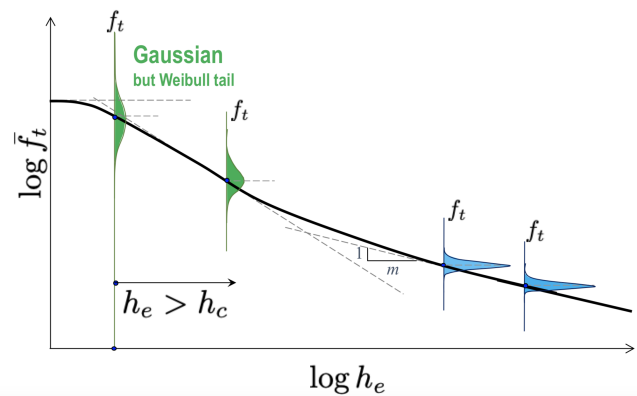 f_t
Gaussian
but Weibull tail
f_t
log f̄_t
f_t
f_t
1
m
h_e > h_c
log h_e